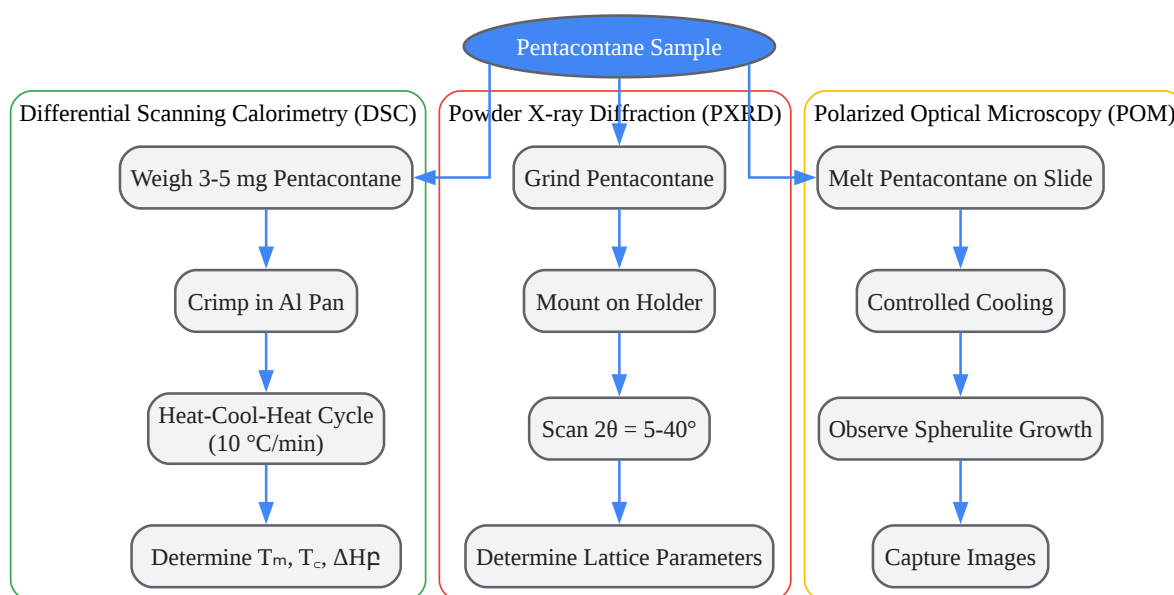 Pentacontane Sample
Differential Scanning Calorimetry (DSC)
Weigh 3-5 mg Pentacontane
Crimp in Al Pan
Heat-Cool-Heat Cycle
(10 °C/min)
Determine Tₘ, T꜀, ΔHբ
Powder X-ray Diffraction (PXRD)
Grind Pentacontane
Mount on Holder
Scan 2θ = 5-40°
Determine Lattice Parameters
Polarized Optical Microscopy (POM)
Melt Pentacontane on Slide
Controlled Cooling
Observe Spherulite Growth
Capture Images